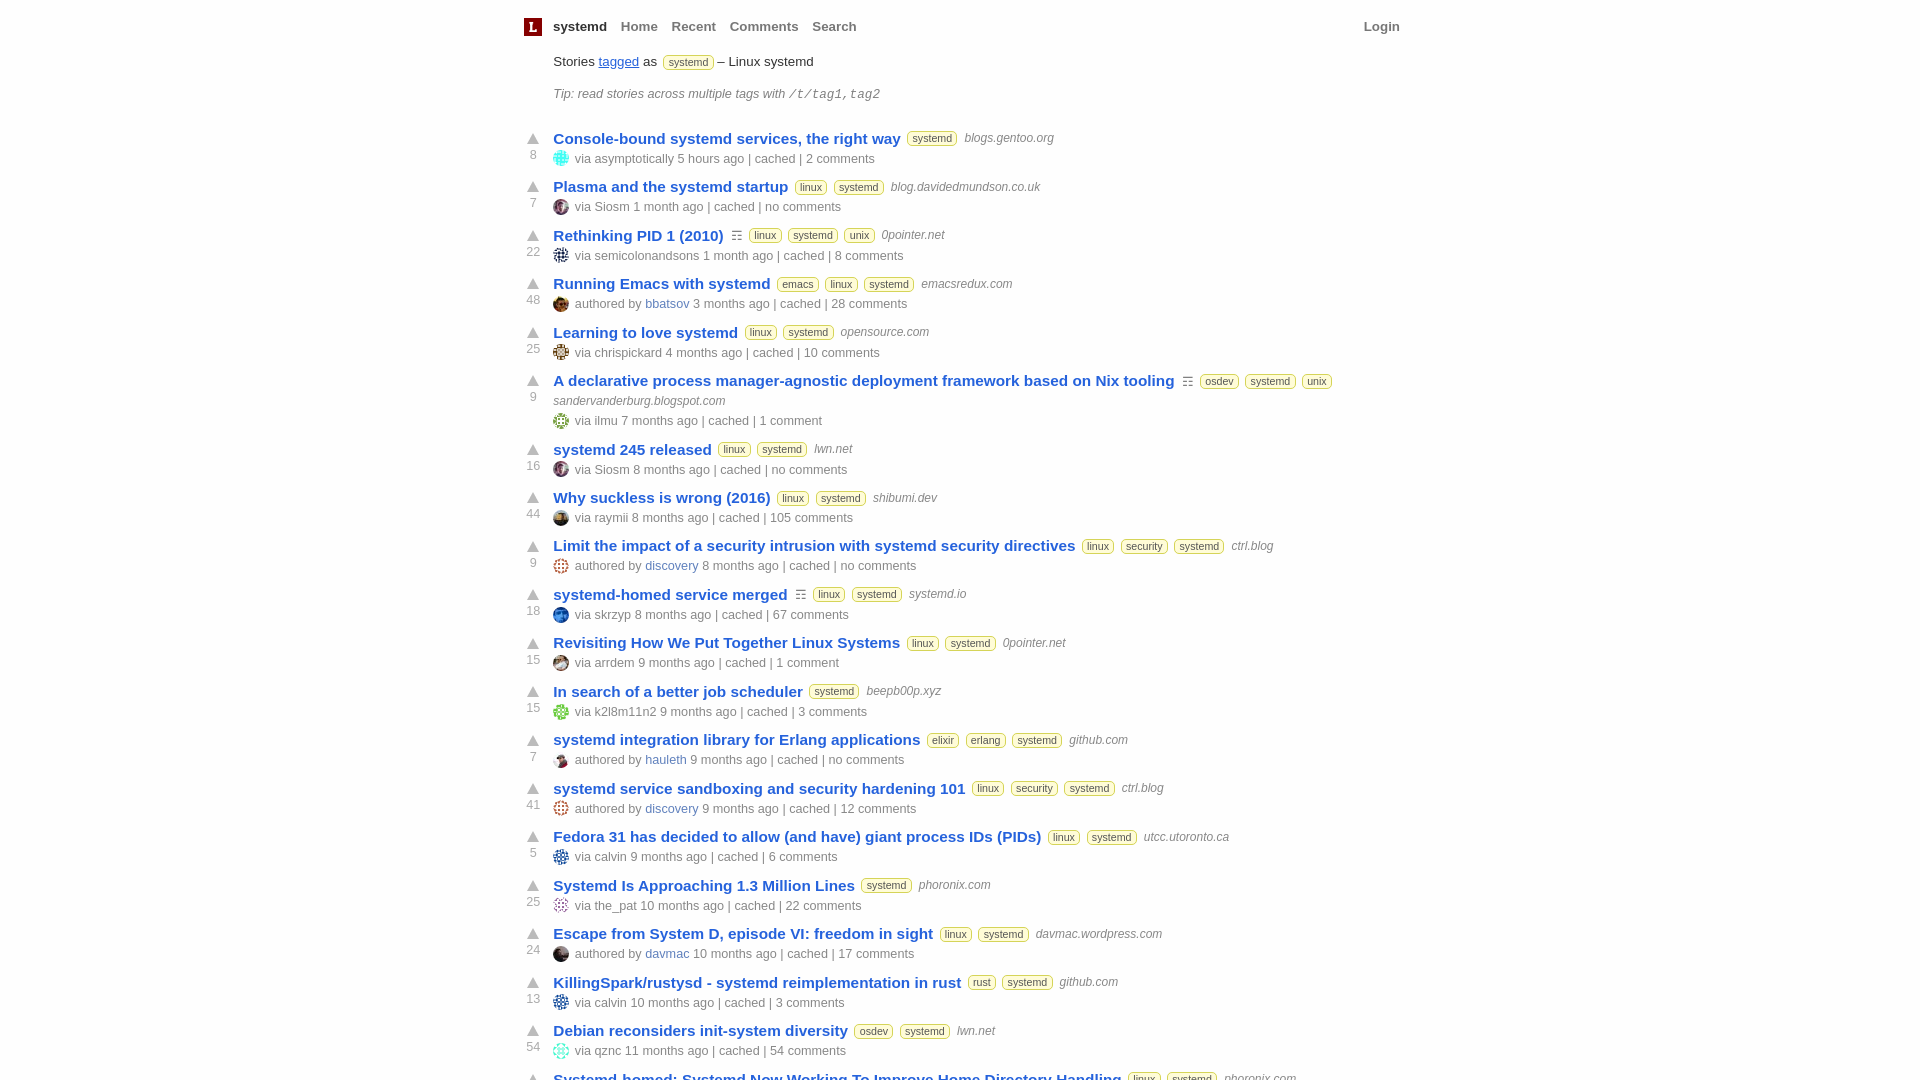 L systemd Home Recent Comments Search Login
Stories tagged as systemd – Linux systemd
Tip: read stories across multiple tags with /t/tag1,tag2
Console-bound systemd services, the right way systemd blogs.gentoo.org
8 via asymptotically 5 hours ago | cached | 2 comments
Plasma and the systemd startup linux systemd blog.davidedmundson.co.uk
7 via Siosm 1 month ago | cached | no comments
Rethinking PID 1 (2010) ☶ linux systemd unix 0pointer.net
22 via semicolonandsons 1 month ago | cached | 8 comments
Running Emacs with systemd emacs linux systemd emacsredux.com
48 authored by bbatsov 3 months ago | cached | 28 comments
Learning to love systemd linux systemd opensource.com
25 via chrispickard 4 months ago | cached | 10 comments
A declarative process manager-agnostic deployment framework based on Nix tooling ☶ osdev systemd unix
9 sandervanderburg.blogspot.com
via ilmu 7 months ago | cached | 1 comment
systemd 245 released linux systemd lwn.net
16 via Siosm 8 months ago | cached | no comments
Why suckless is wrong (2016) linux systemd shibumi.dev
44 via raymii 8 months ago | cached | 105 comments
Limit the impact of a security intrusion with systemd security directives linux security systemd ctrl.blog
9 authored by discovery 8 months ago | cached | no comments
systemd-homed service merged ☶ linux systemd systemd.io
18 via skrzyp 8 months ago | cached | 67 comments
Revisiting How We Put Together Linux Systems linux systemd 0pointer.net
15 via arrdem 9 months ago | cached | 1 comment
In search of a better job scheduler systemd beepb00p.xyz
15 via k2l8m11n2 9 months ago | cached | 3 comments
systemd integration library for Erlang applications elixir erlang systemd github.com
7 authored by hauleth 9 months ago | cached | no comments
systemd service sandboxing and security hardening 101 linux security systemd ctrl.blog
41 authored by discovery 9 months ago | cached | 12 comments
Fedora 31 has decided to allow (and have) giant process IDs (PIDs) linux systemd utcc.utoronto.ca
5 via calvin 9 months ago | cached | 6 comments
Systemd Is Approaching 1.3 Million Lines systemd phoronix.com
25 via the_pat 10 months ago | cached | 22 comments
Escape from System D, episode VI: freedom in sight linux systemd davmac.wordpress.com
24 authored by davmac 10 months ago | cached | 17 comments
KillingSpark/rustysd - systemd reimplementation in rust rust systemd github.com
13 via calvin 10 months ago | cached | 3 comments
Debian reconsiders init-system diversity osdev systemd lwn.net
54 via qznc 11 months ago | cached | 54 comments
Systemd-homed: Systemd Now Working To Improve Home Directory Handling linux systemd phoronix.com